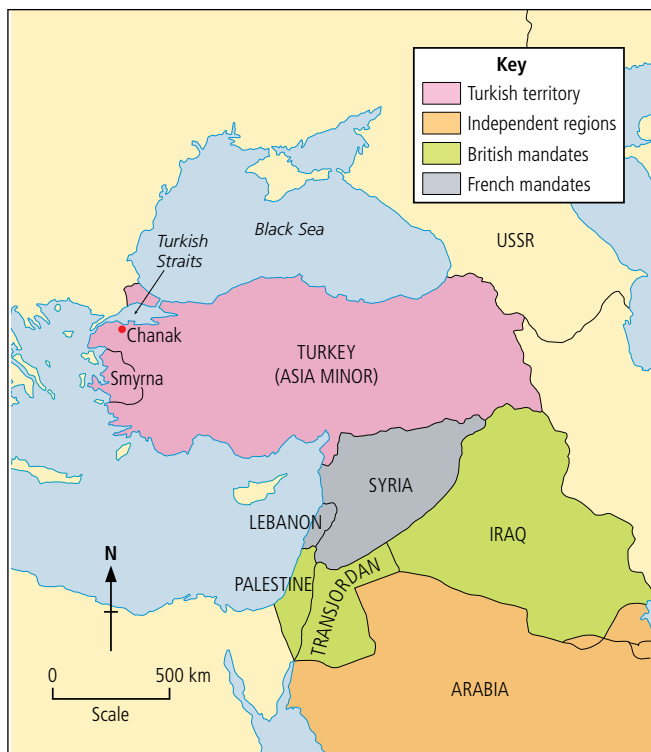 Key
Turkish territory
Independent regions
British mandates
French mandates
Black Sea
USSR
Turkish
Straits
Chanak
TURKEY
(ASIA MINOR)
Smyrna
SYRIA
LEBANON
IRAQ
PALESTINE
TRANSJORDAN
N
0 500 km
Scale
ARABIA